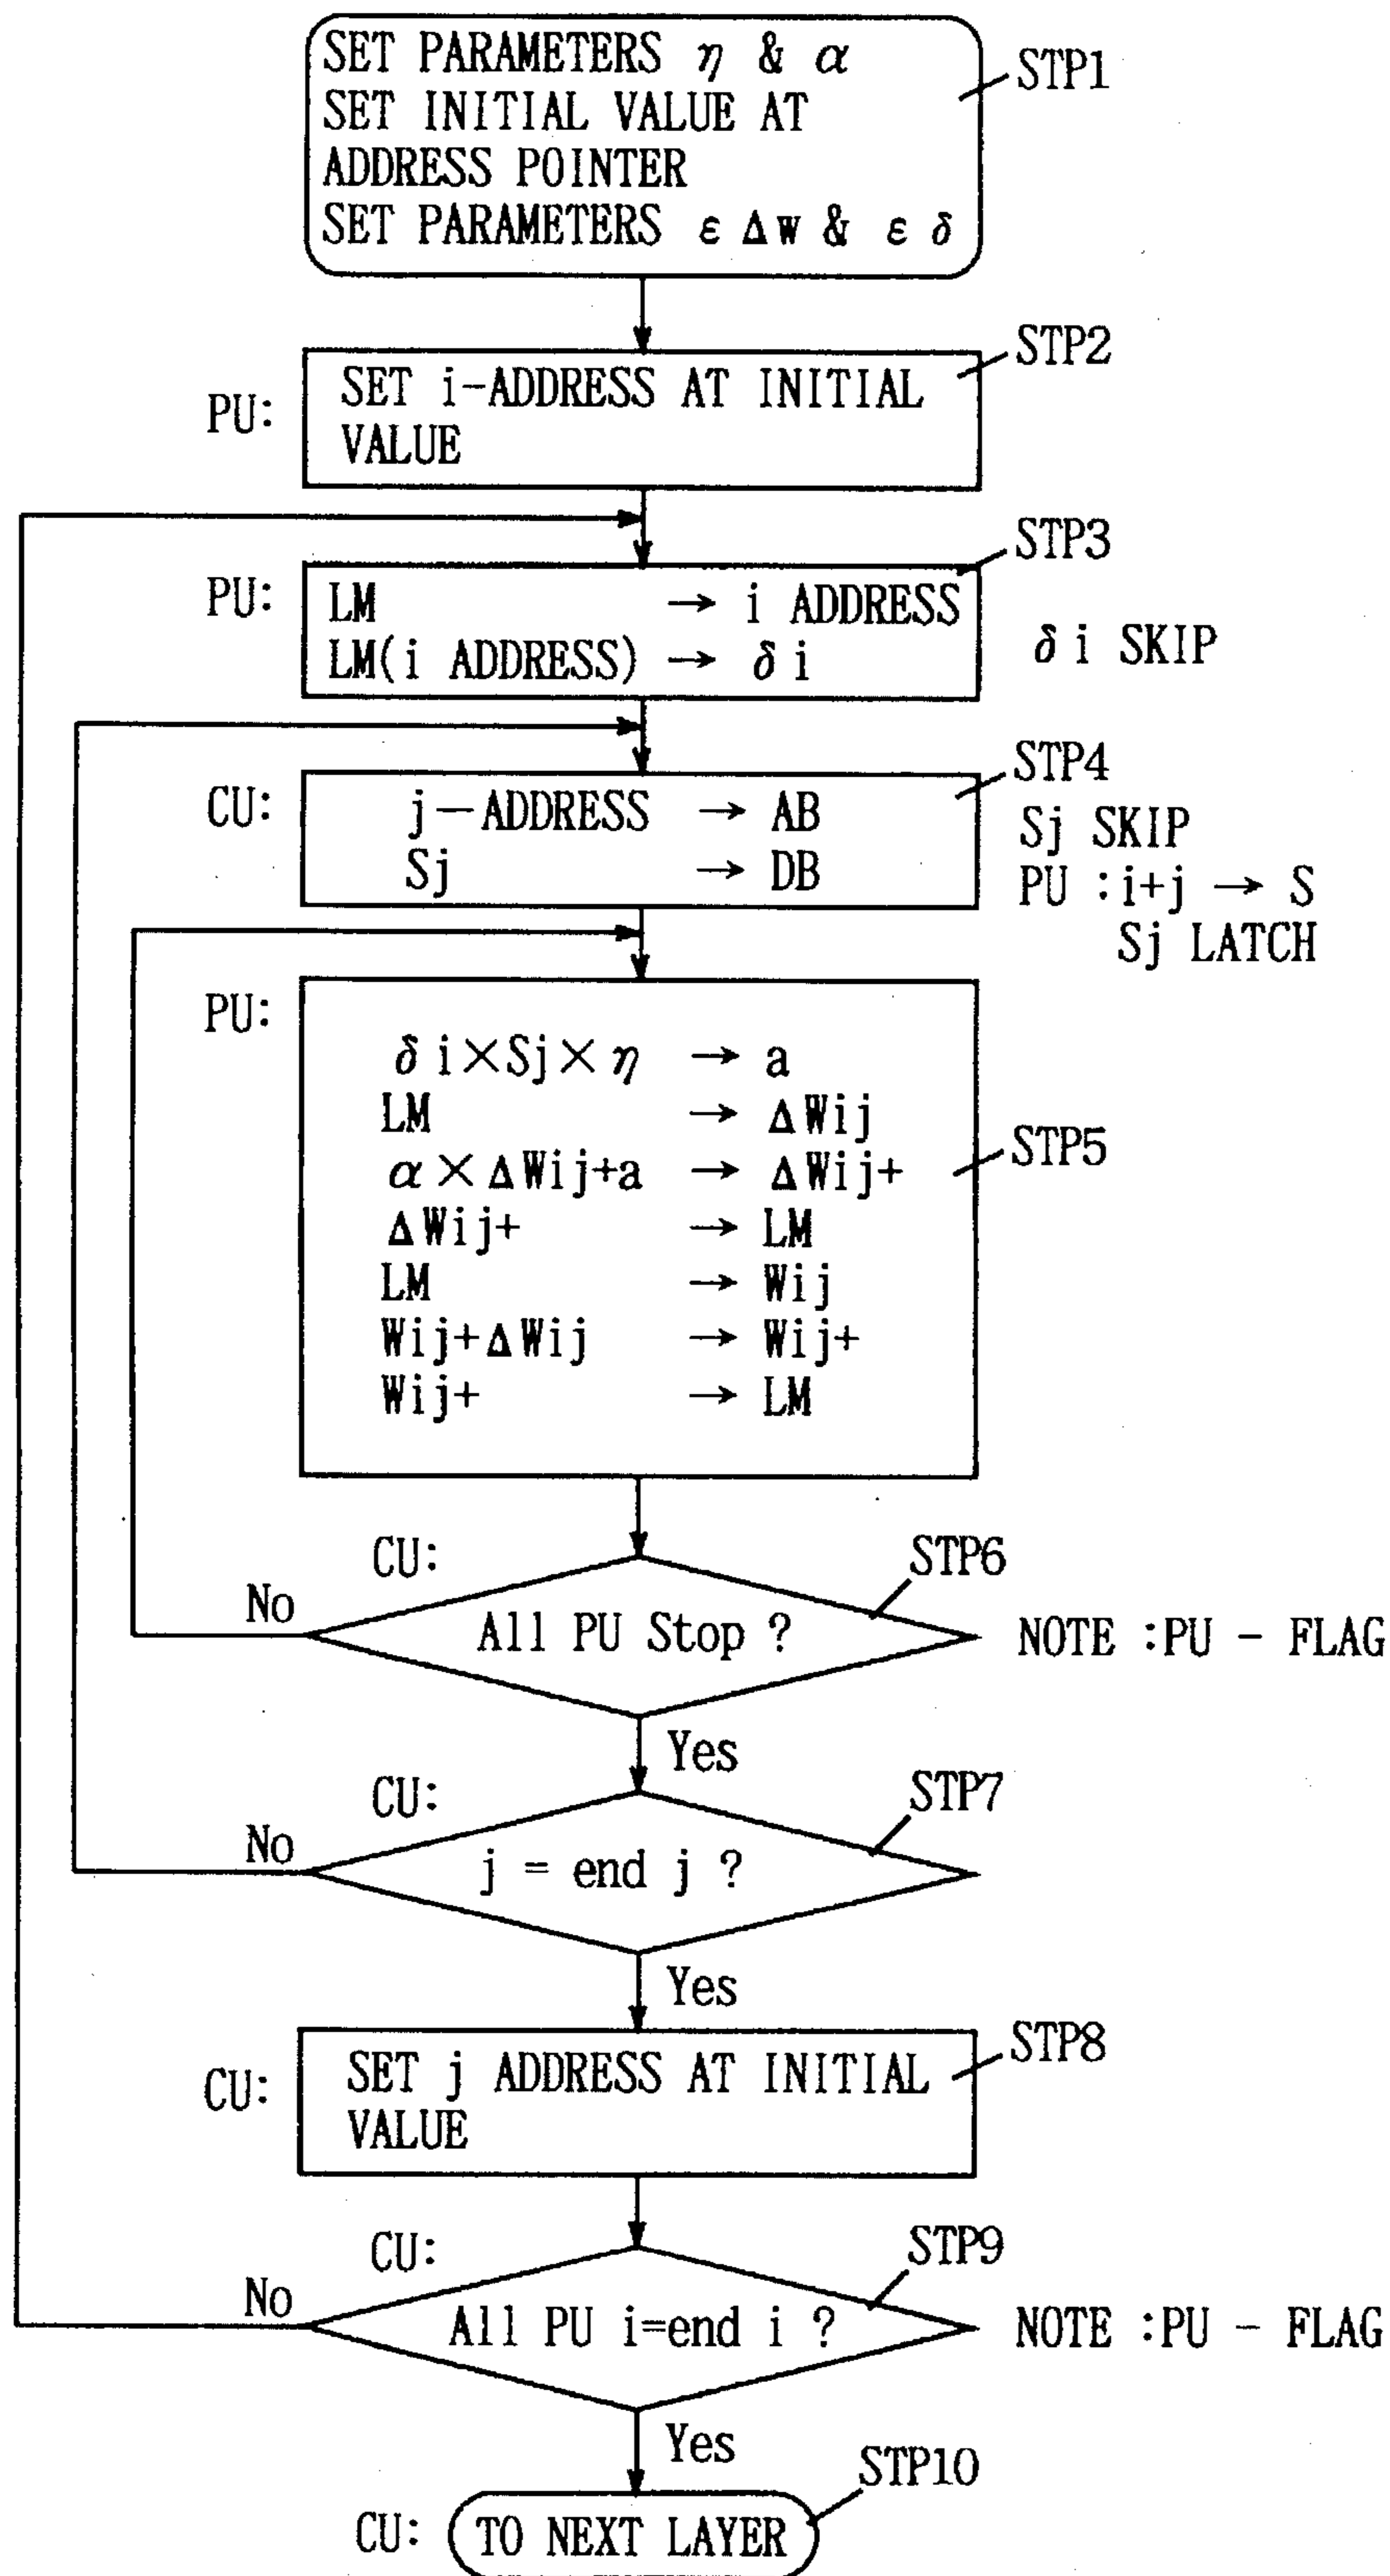 SET PARAMETERS η & α
SET INITIAL VALUE AT
ADDRESS POINTER
SET PARAMETERS ε Δw & ε δ
STP1
STP2
PU:
SET i-ADDRESS AT INITIAL
VALUE
STP3
PU:
LM → i ADDRESS
LM(i ADDRESS) → δ i
δ i SKIP
STP4
CU:
j—ADDRESS → AB
Sj → DB
Sj SKIP
PU :i+j → S
Sj LATCH
PU:
δ i×Sj×η → a
LM → ΔWij
α×ΔWij+a → ΔWij+
ΔWij+ → LM
LM → Wij
Wij+ΔWij → Wij+
Wij+ → LM
STP5
CU:
STP6
No
All PU Stop ?
NOTE :PU - FLAG
Yes
CU:
STP7
No
j = end j ?
Yes
STP8
CU:
SET j ADDRESS AT INITIAL
VALUE
CU:
STP9
No
All PU i=end i ?
NOTE :PU - FLAG
Yes
STP10
CU:
TO NEXT LAYER